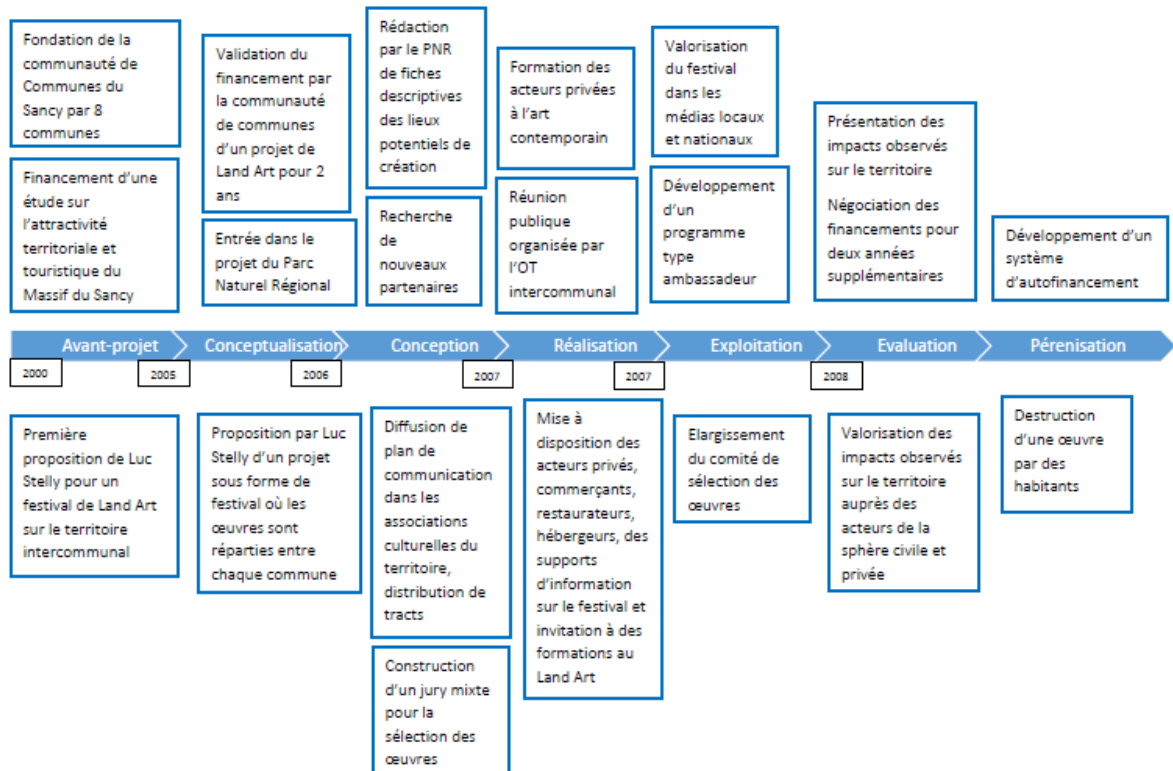 Fondation de la
communauté de
Communes du
Sancy par 8
communes
Financement d'une
étude sur
l'attractivité
territoriale et
touristique du
Massif du Sancy
Validation du
financement par
la communauté
de communes
d'un projet de
Land Art pour 2
ans
Entrée dans le
projet du Parc
Naturel Régional
Rédaction
par le PNR
de fiches
descriptives
des lieux
potentiels de
création
Recherche
de
nouveaux
partenaires
Formation des
acteurs privées
à l'art
contemporain
Réunion
publique
organisée par
l'OT
intercommunal
Valorisation
du festival
dans les
médias locaux
et nationaux
Développement
d'un
programme
type
ambassadeur
Présentation des
impacts observés
sur le territoire
Négociation des
financements pour
deux années
supplémentaires
Développement d'un
système
d'autofinancement
Avant-projet
Conceptualisation
Conception
Réalisation
Exploitation
Evaluation
Pérenisation
2000
2005
2006
2007
2007
2008
Première
proposition de Luc
Stelly pour un
festival de Land Art
sur le territoire
intercommunal
Proposition par Luc
Stelly d'un projet
sous forme de
festival où les
œuvres sont
réparties entre
chaque commune
Diffusion de
plan de
communication
dans les
associations
culturelles du
territoire,
distribution de
tracts
Construction
d'un jury mixte
pour la
sélection des
œuvres
Mise à
disposition des
acteurs privés,
commerçants,
restaurateurs,
hébergeurs, des
supports
d'information
sur le festival et
invitation à des
formations au
Land Art
Elargissement
du comité de
sélection des
œuvres
Valorisation des
impacts observés
sur le territoire
auprès des
acteurs de la
sphère civile et
privée
Destruction
d'une œuvre
par des
habitants